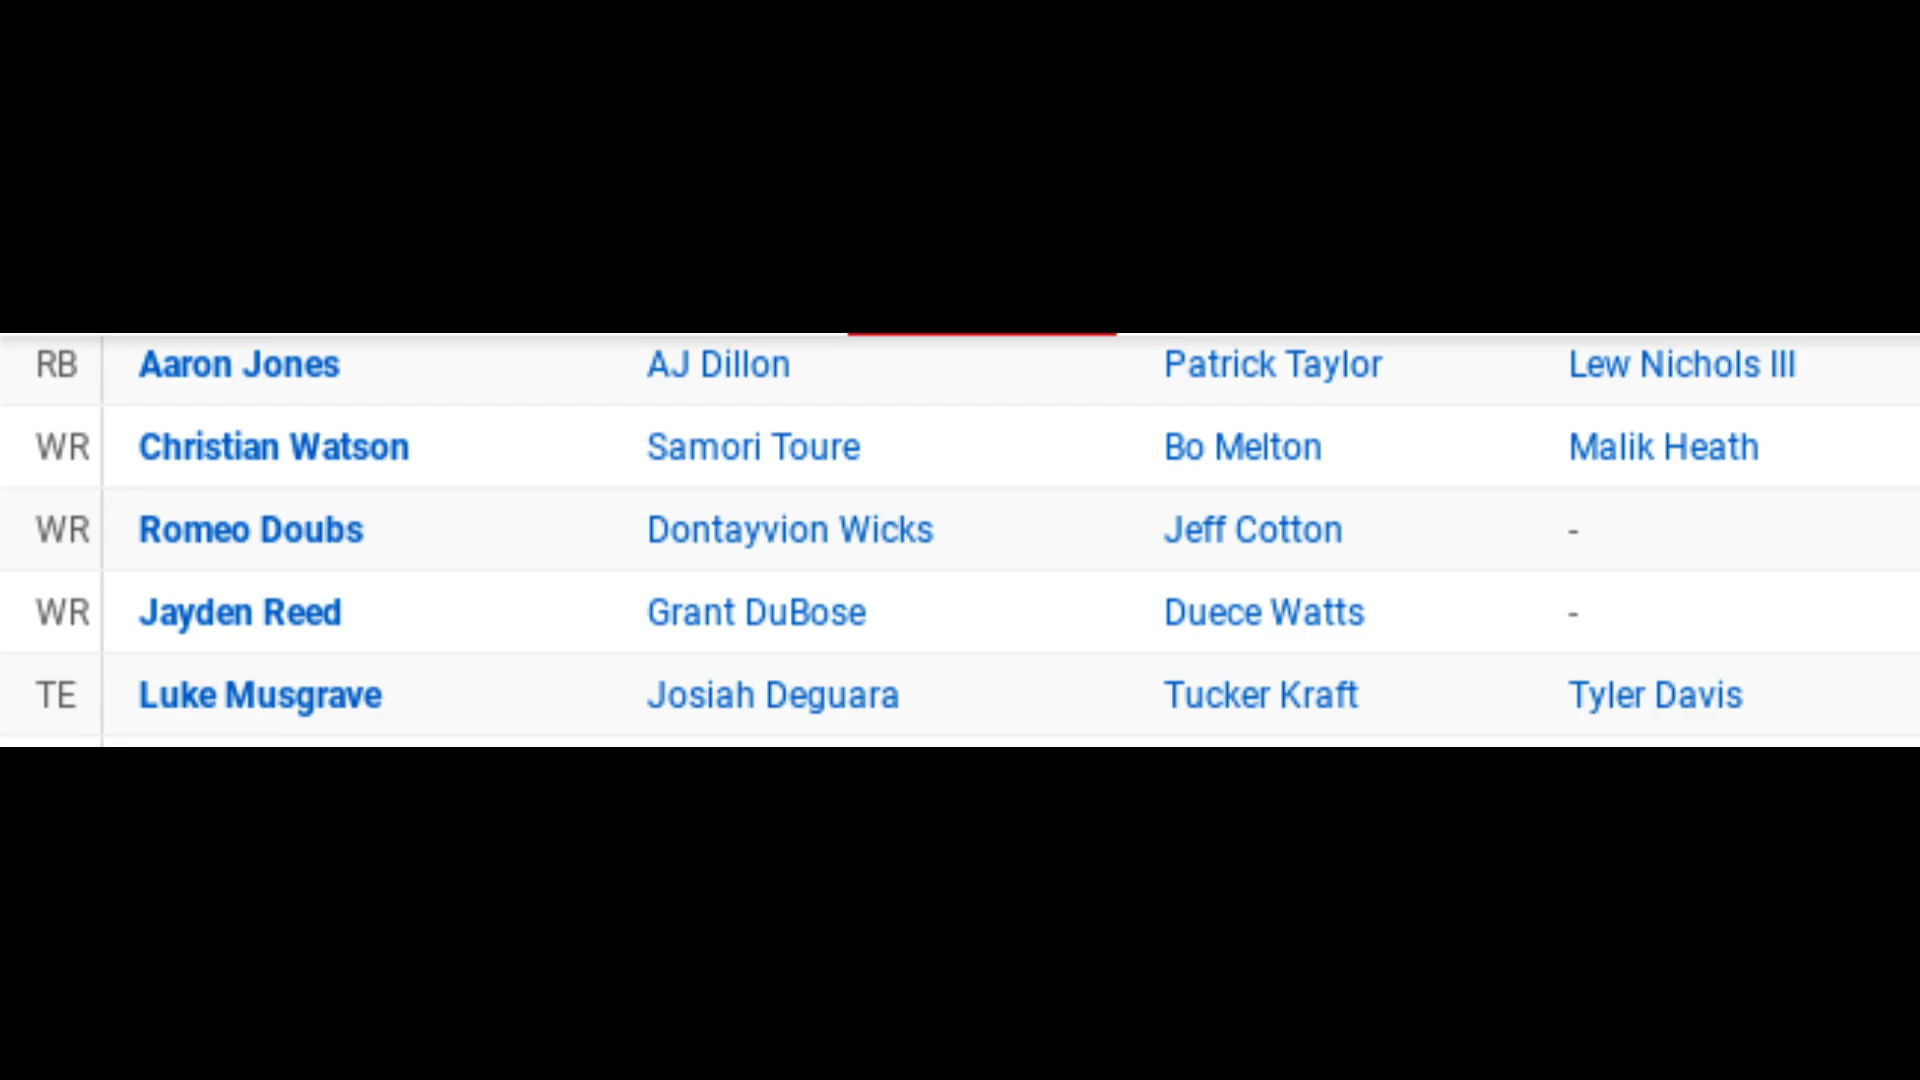 RB Aaron Jones AJ Dillon Patrick Taylor Lew Nichols III
WR Christian Watson Samori Toure Bo Melton Malik Heath
WR Romeo Doubs Dontayvion Wicks Jeff Cotton -
WR Jayden Reed Grant DuBose Duece Watts -
TE Luke Musgrave Josiah Deguara Tucker Kraft Tyler Davis